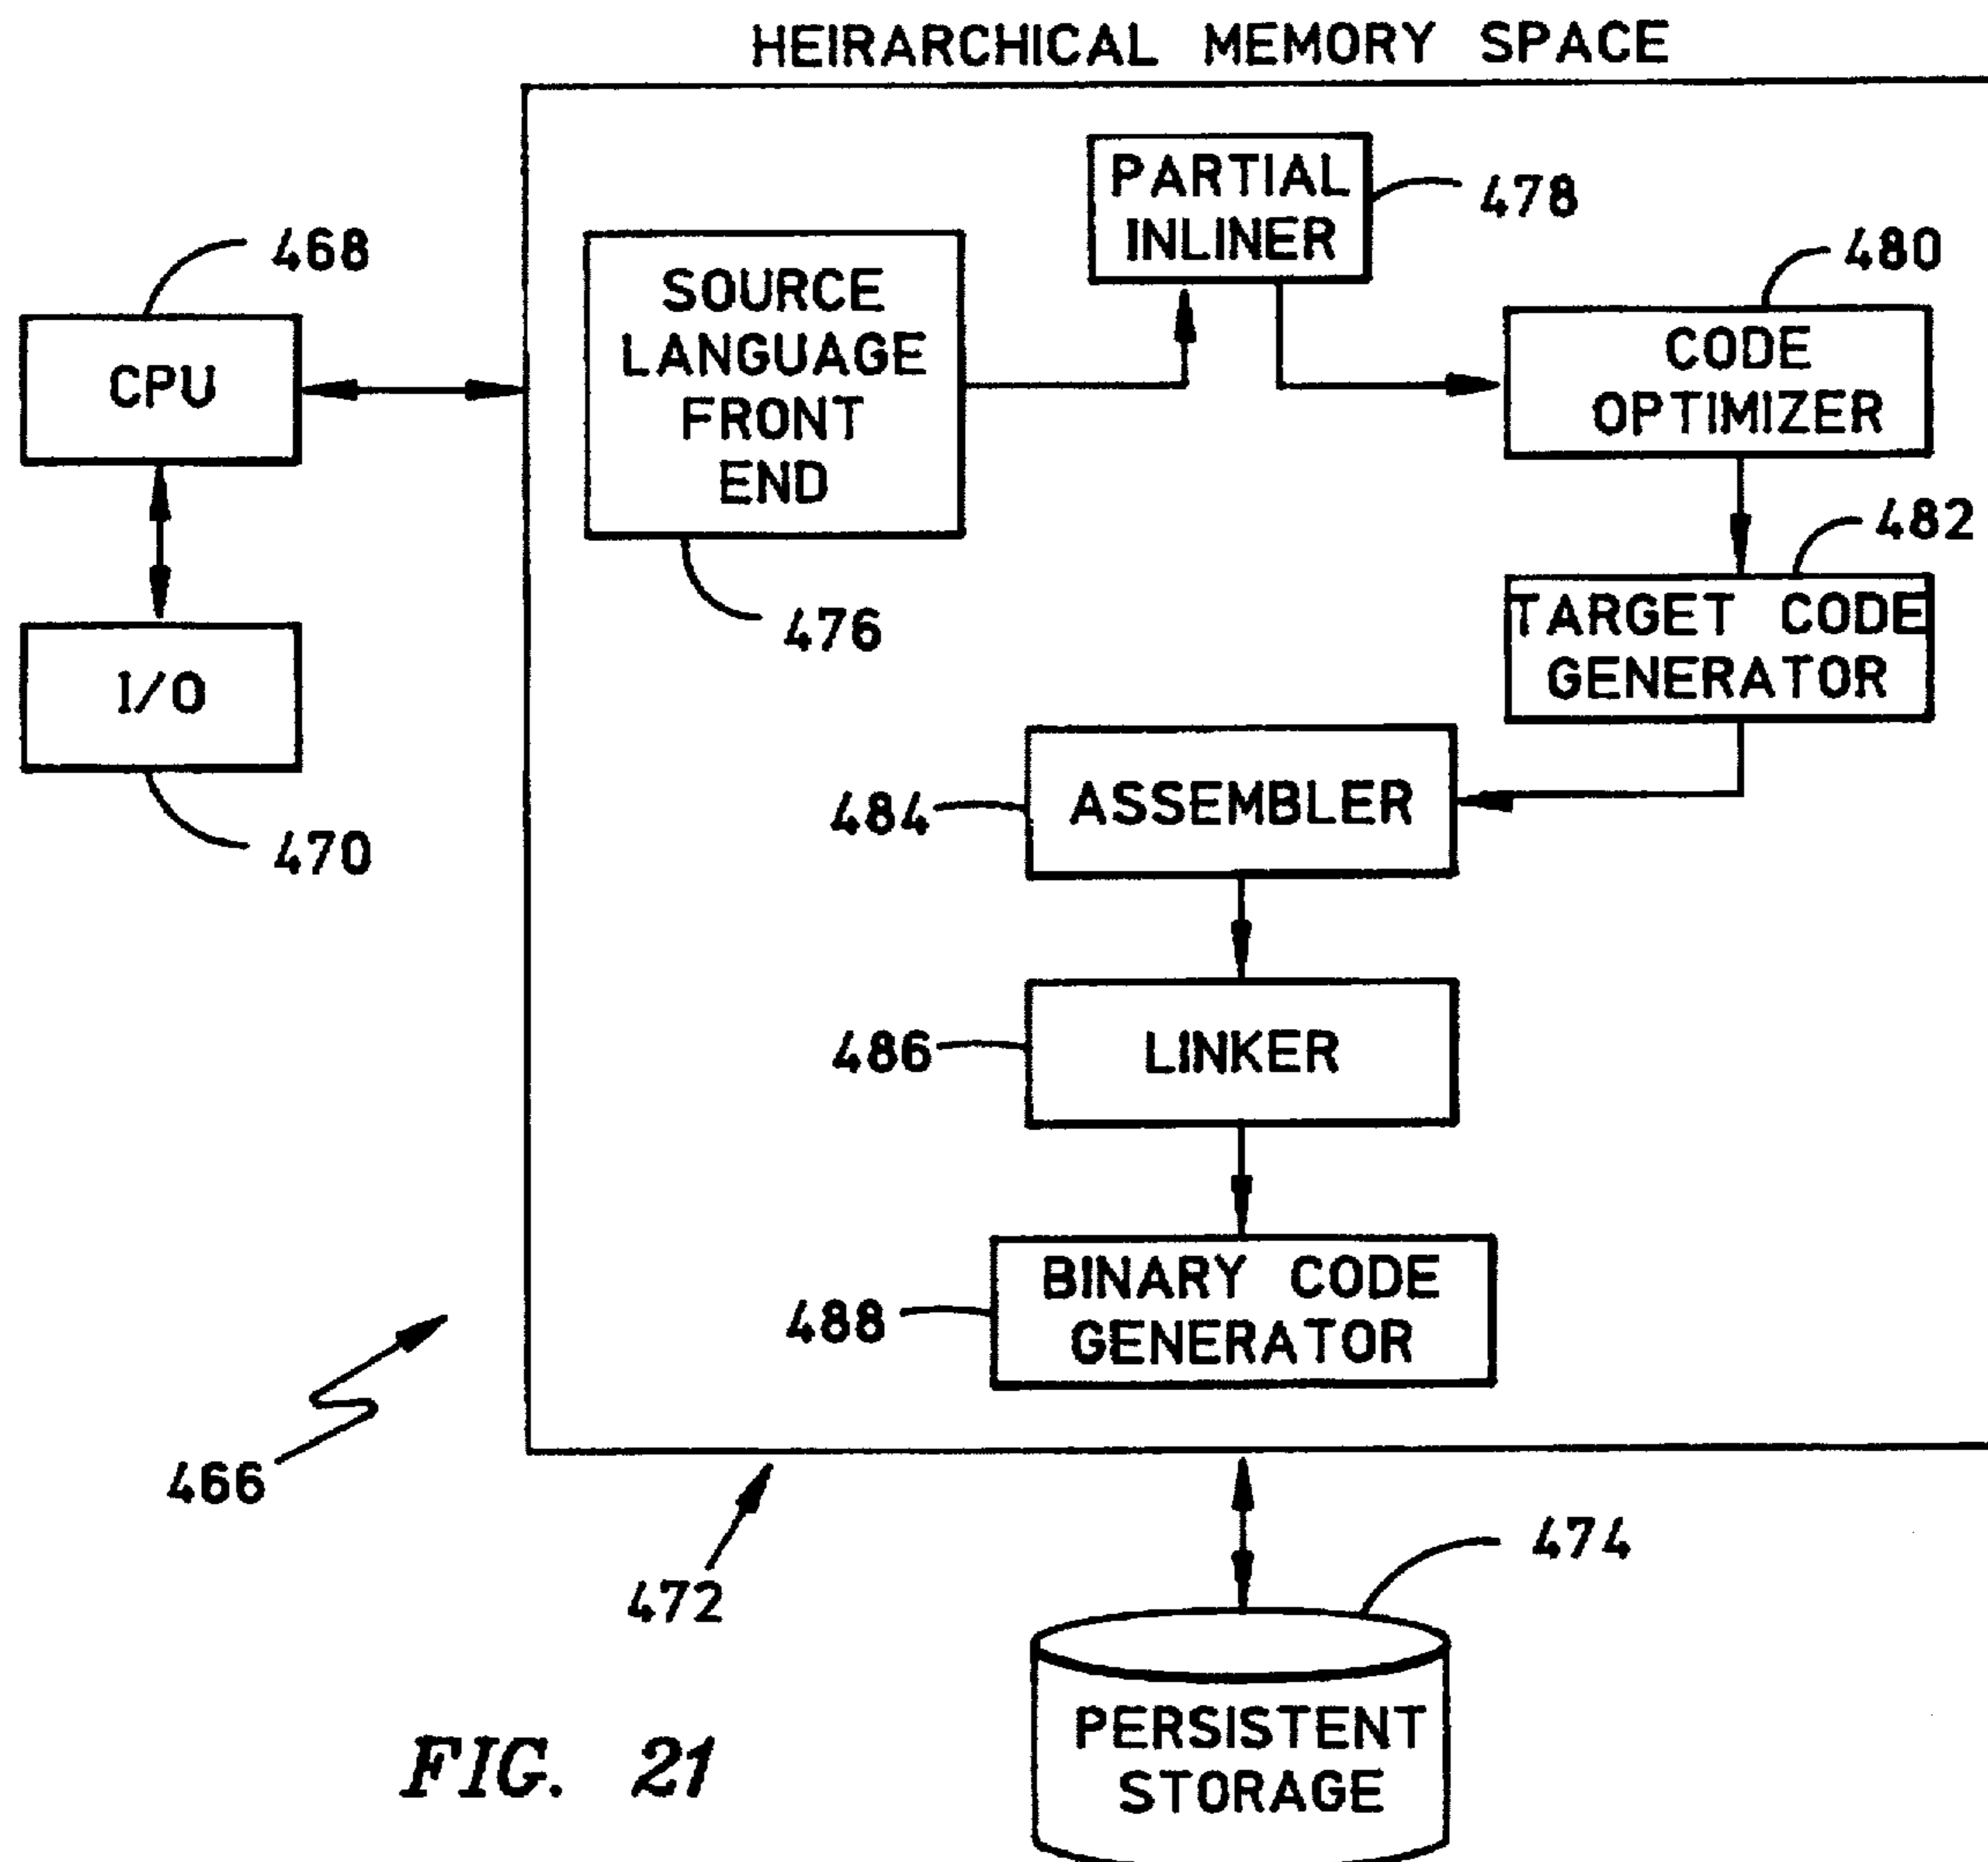 HEIRARCHICAL MEMORY SPACE
PARTIAL
INLINER
478
468
480
SOURCE
LANGUAGE
FRONT
END
CODE
OPTIMIZER
CPU
482
476
TARGET CODE
GENERATOR
I/O
484
ASSEMBLER
470
486
LINKER
488
BINARY CODE
GENERATOR
466
472
474
PERSISTENT
STORAGE
FIG. 21